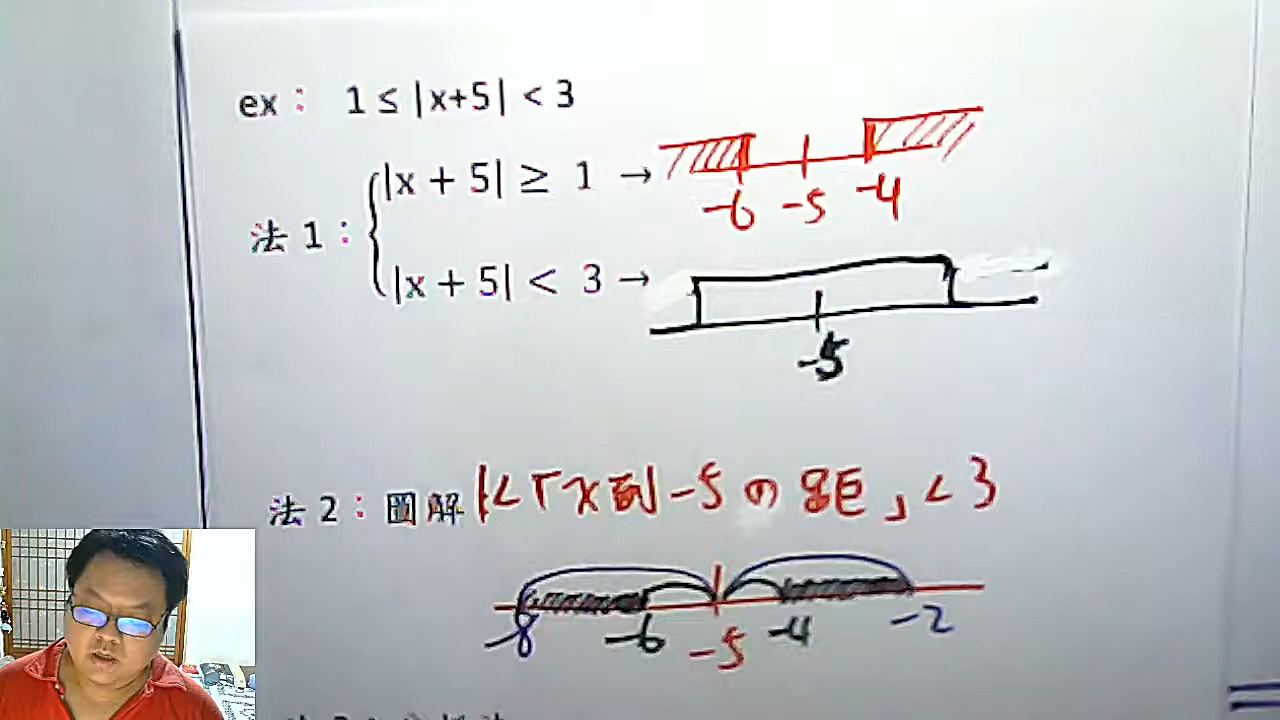 ex： 1 ≤ |x+5| < 3
|x + 5| ≥ 1 →
-6 -5 -4
法 1：
|x + 5| < 3 →
-5
法 2：圖解 1<「x到-5の距」<3
-8 -6 -5 -4 -2